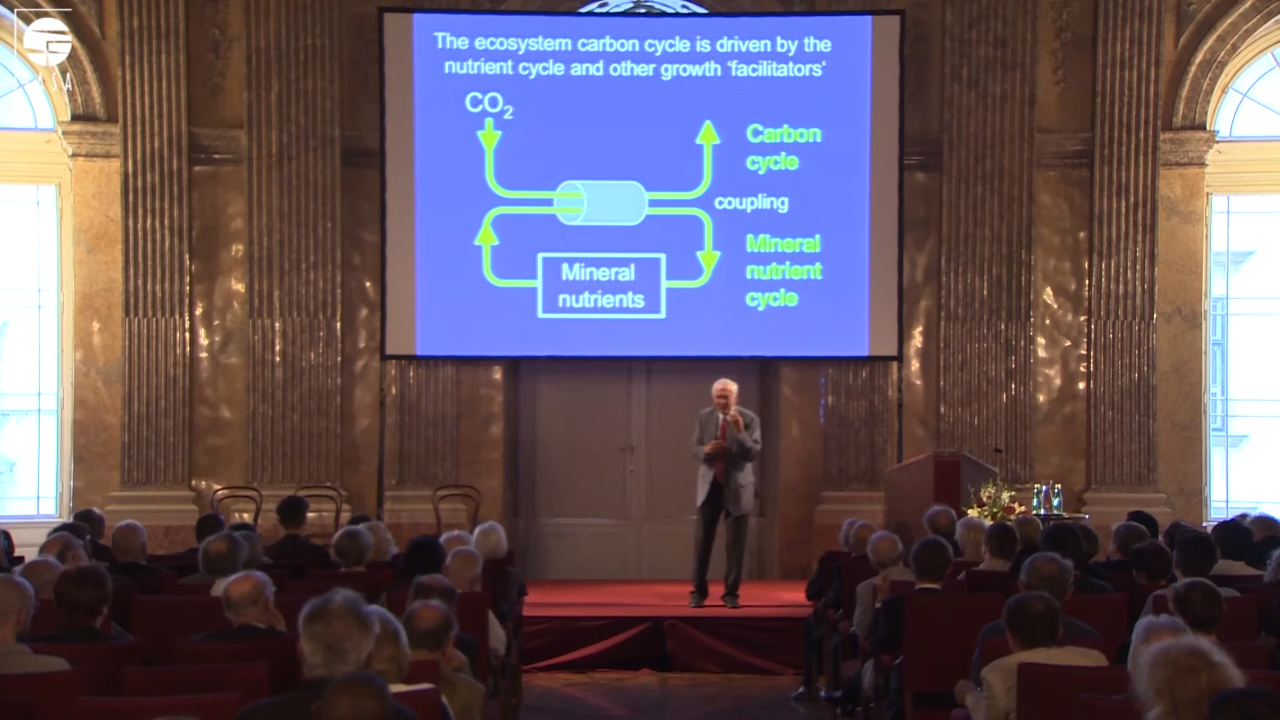 The ecosystem carbon cycle is driven by the
nutrient cycle and other growth 'facilitators'
CO₂
Carbon
cycle
coupling
Mineral
nutrient
cycle
Mineral
nutrients